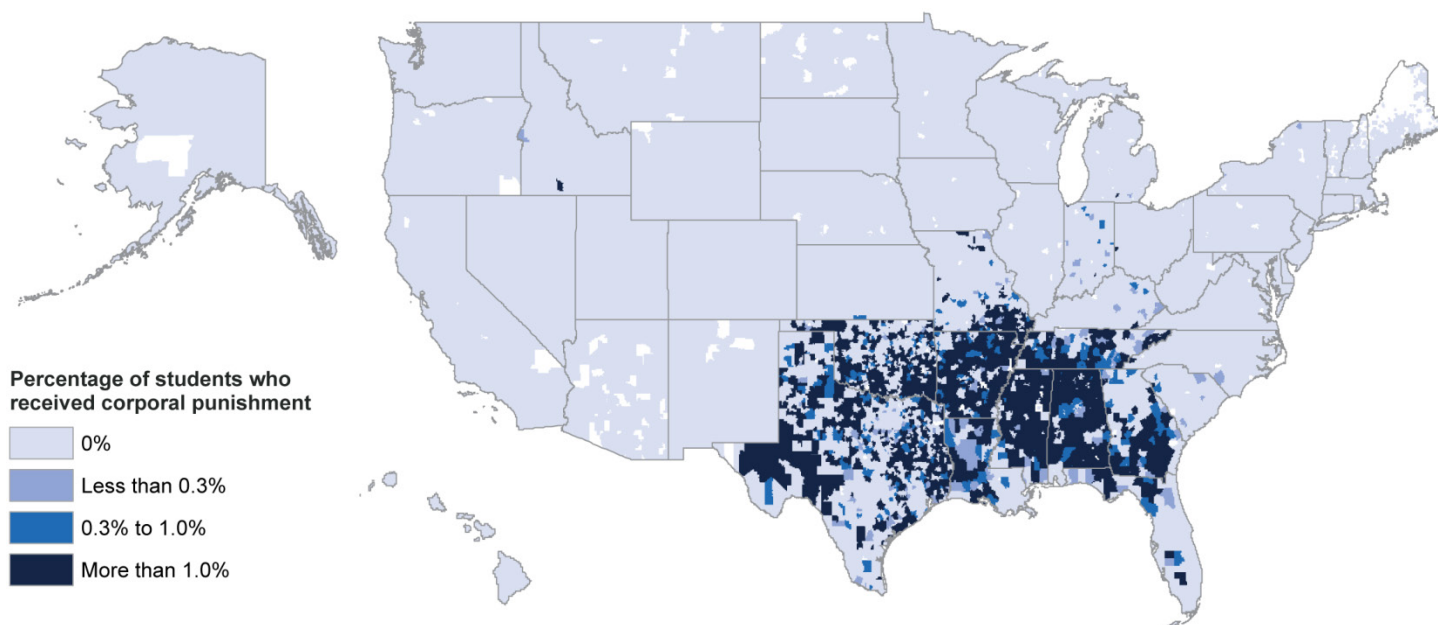 Percentage of students who
received corporal punishment
0%
Less than 0.3%
0.3% to 1.0%
More than 1.0%